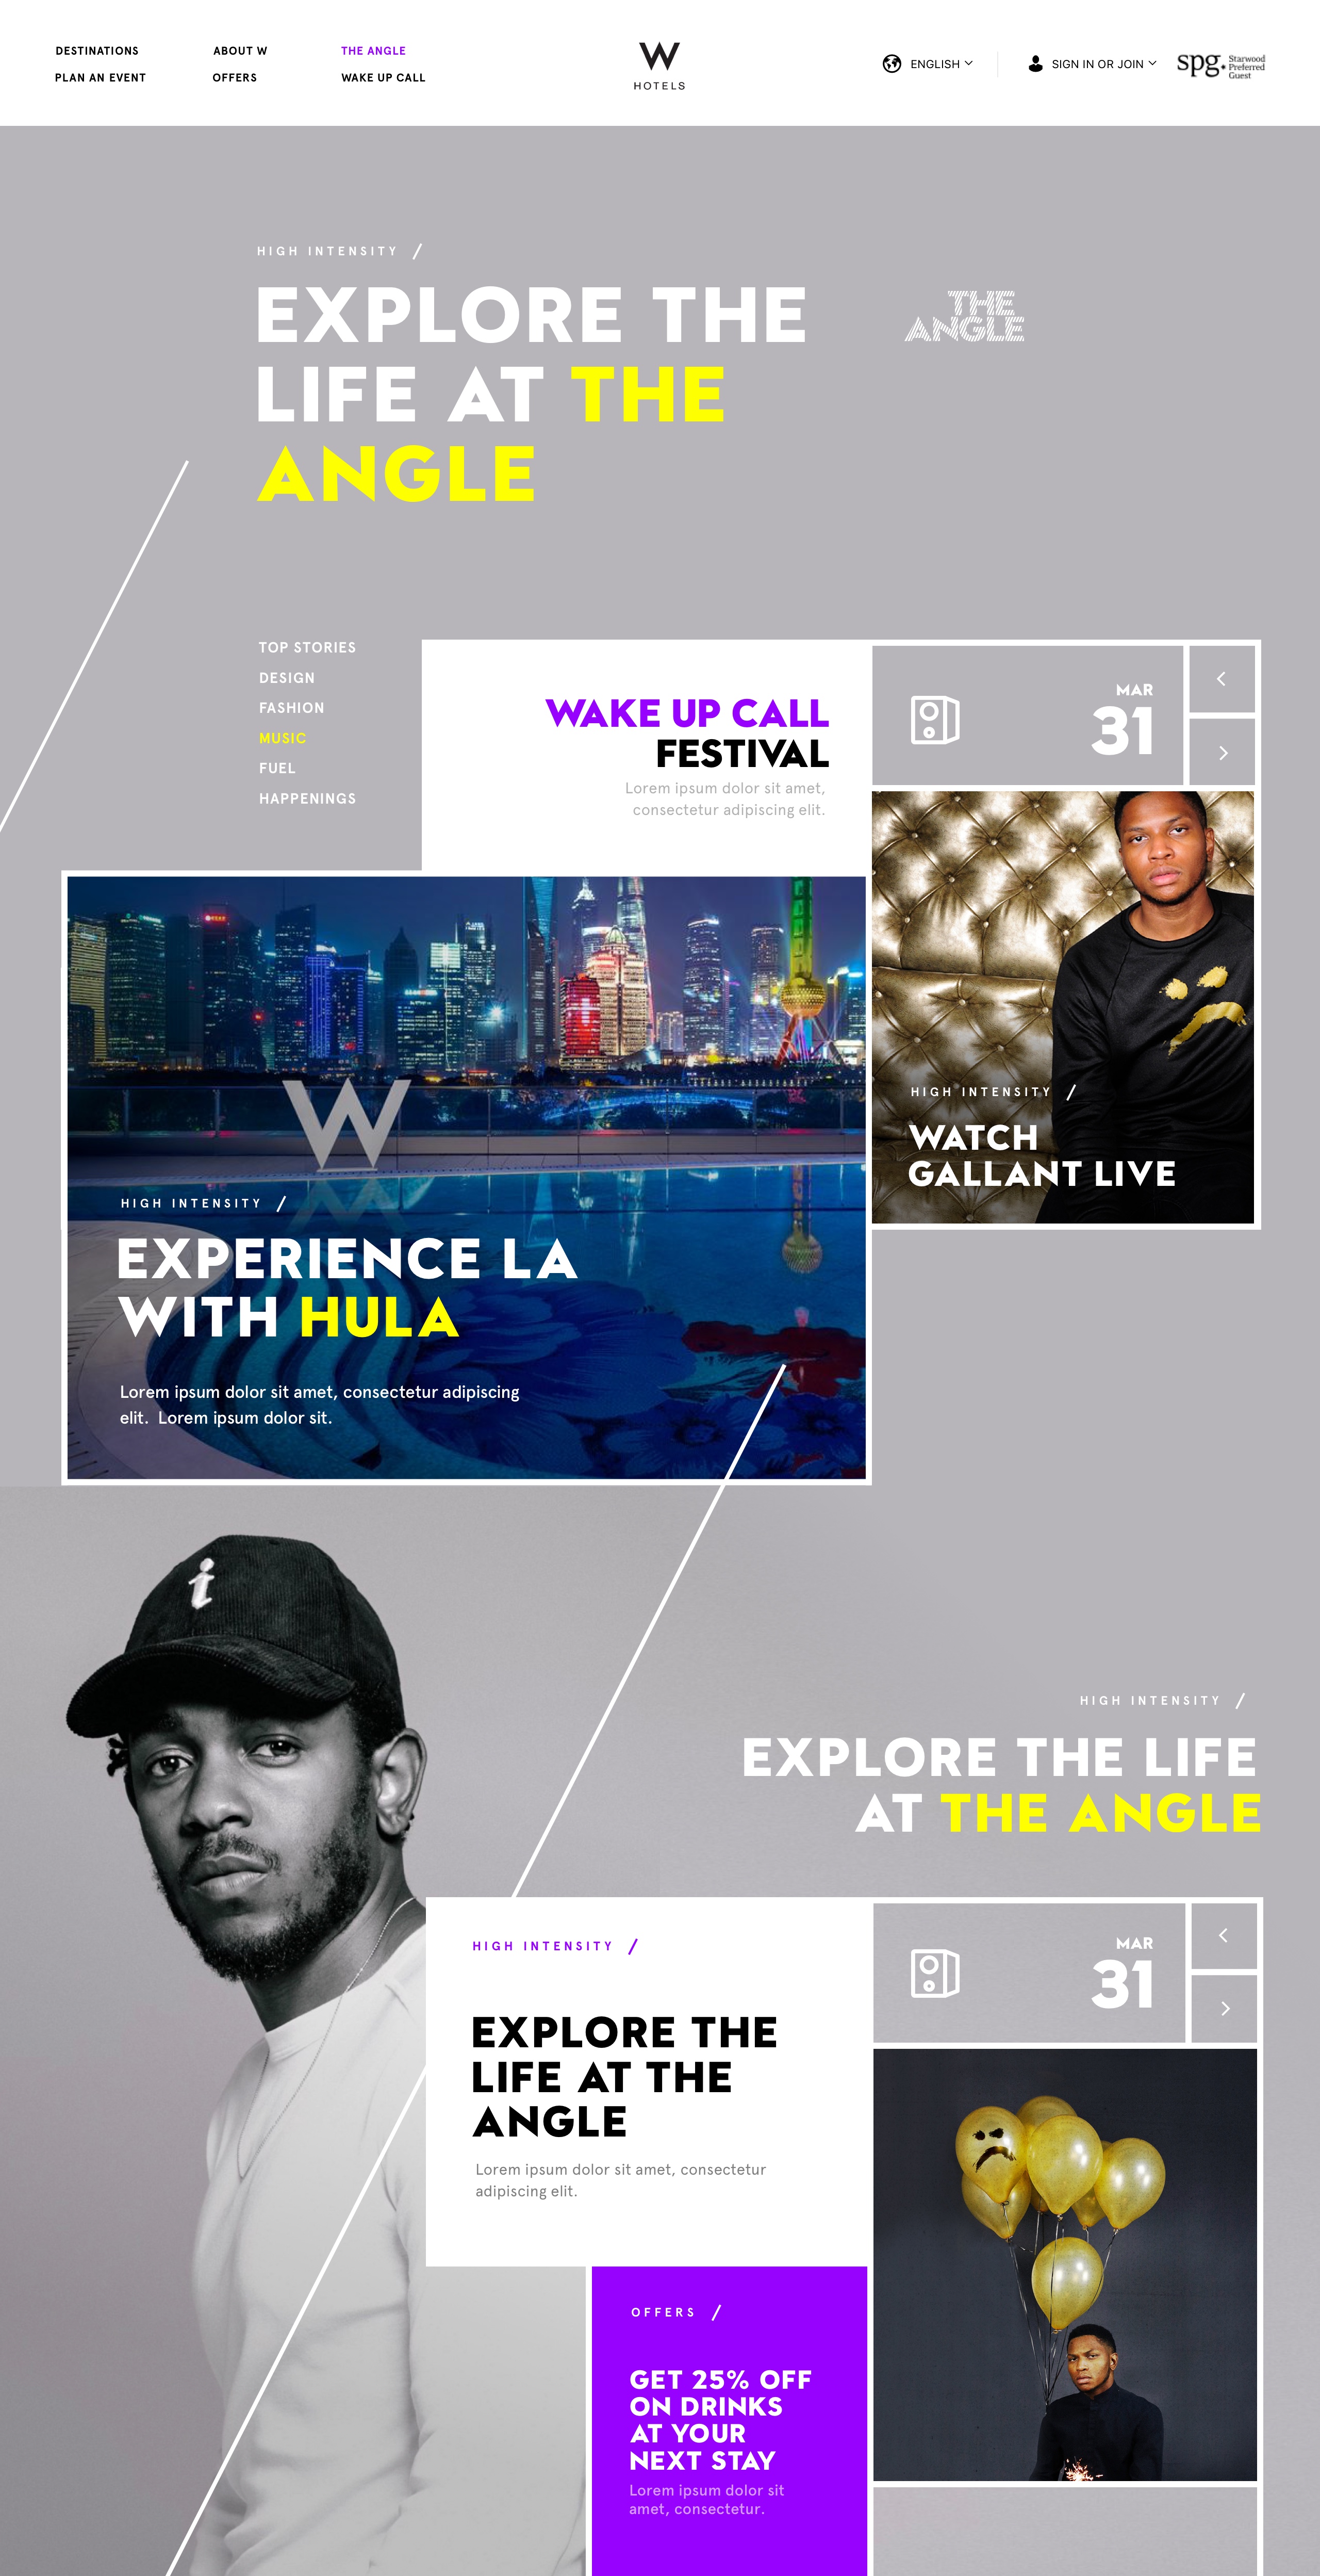 DESTINATIONS
ABOUT W
THE ANGLE
PLAN AN EVENT
OFFERS
WAKE UP CALL
W
HOTELS
ENGLISH
SIGN IN OR JOIN
spg Starwood
Preferred
Guest
HIGH INTENSITY /
EXPLORE THE
LIFE AT THE
ANGLE
THE
ANGLE
TOP STORIES
DESIGN
FASHION
MUSIC
FUEL
HAPPENINGS
WAKE UP CALL
FESTIVAL
Lorem ipsum dolor sit amet,
consectetur adipiscing elit.
MAR
31
HIGH INTENSITY /
WATCH
GALLANT LIVE
W
HIGH INTENSITY /
EXPERIENCE LA
WITH HULA
Lorem ipsum dolor sit amet, consectetur adipiscing
elit. Lorem ipsum dolor sit.
i
HIGH INTENSITY /
EXPLORE THE LIFE
AT THE ANGLE
HIGH INTENSITY /
EXPLORE THE
LIFE AT THE
ANGLE
Lorem ipsum dolor sit amet, consectetur
adipiscing elit.
MAR
31
OFFERS /
GET 25% OFF
ON DRINKS
AT YOUR
NEXT STAY
Lorem ipsum dolor sit
amet, consectetur.